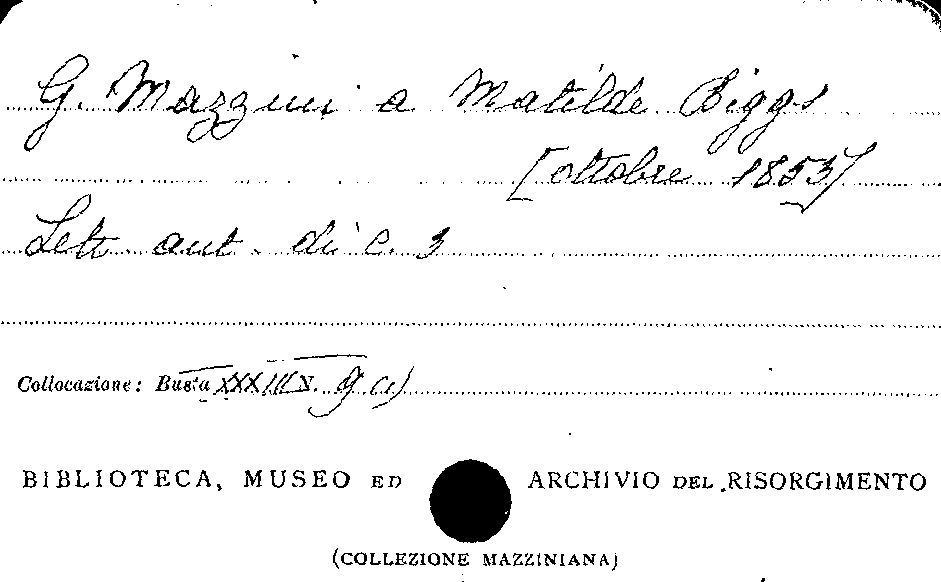 G. Mazzini a Matilde Biggs
[ottobre 1853]
Lett. aut. di c. 3
Collocazione: Busta XXXIII N. 9 (1)
BIBLIOTECA, MUSEO ED ARCHIVIO DEL RISORGIMENTO
(COLLEZIONE MAZZINIANA)